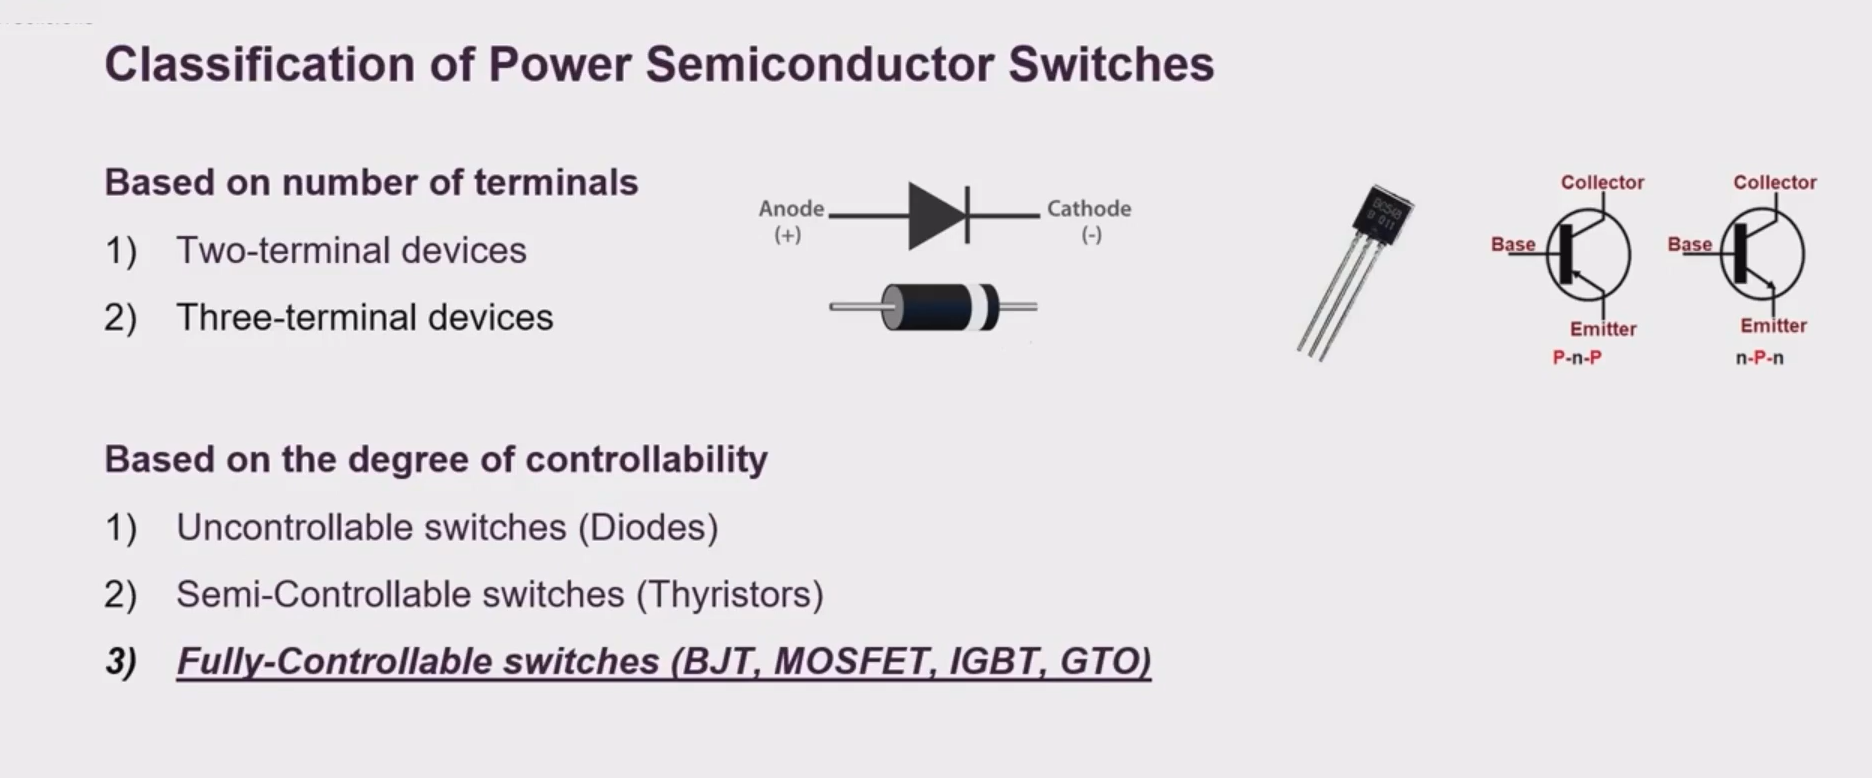 Classification of Power Semiconductor Switches
Based on number of terminals
1) Two-terminal devices
2) Three-terminal devices
Anode
(+)
Cathode
(-)
BC548
B 011
Collector
Base
Emitter
P-n-P
Collector
Base
Emitter
n-P-n
Based on the degree of controllability
1) Uncontrollable switches (Diodes)
2) Semi-Controllable switches (Thyristors)
3) Fully-Controllable switches (BJT, MOSFET, IGBT, GTO)